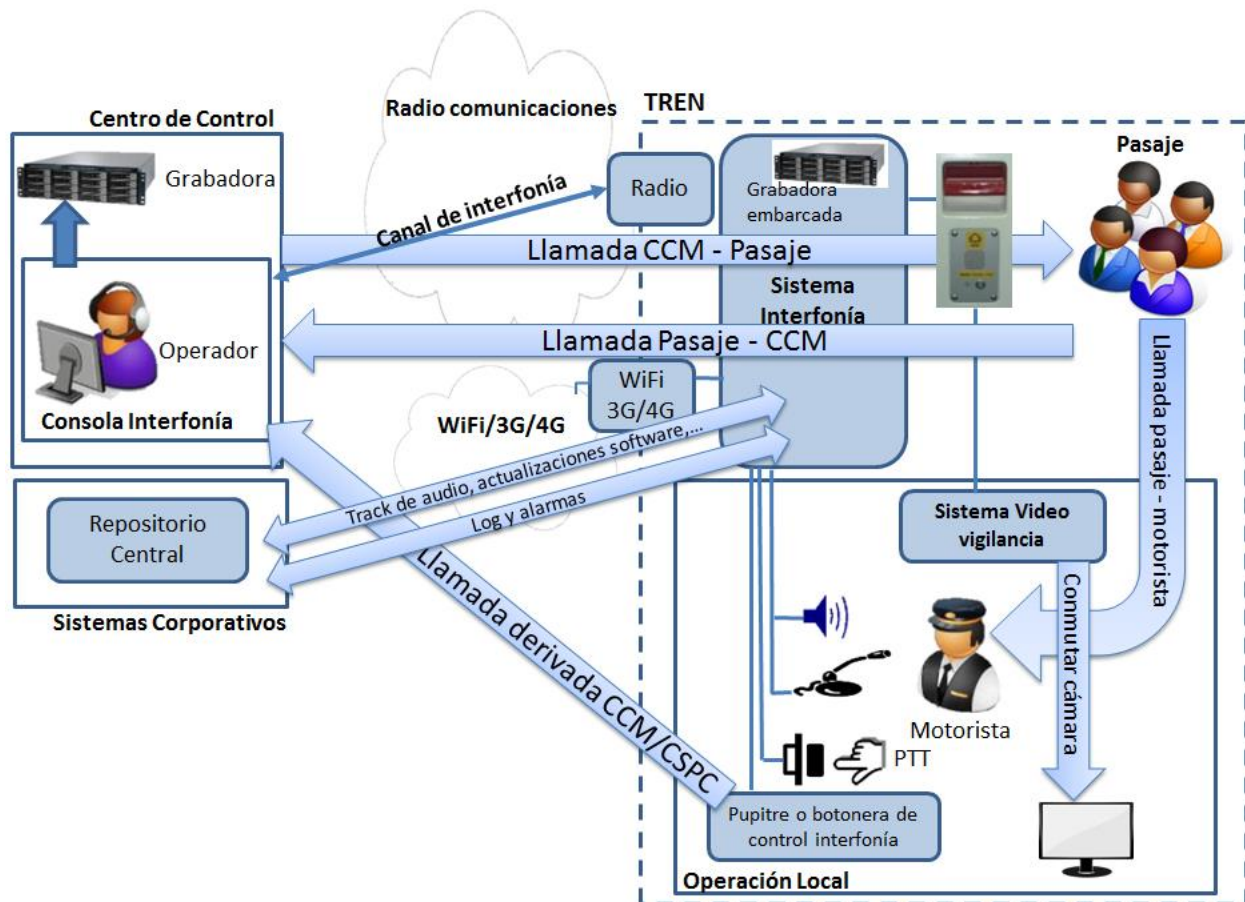 Centro de Control
Grabadora
Operador
Consola Interfonía
Radio comunicaciones
Canal de interfonía
Llamada CCM - Pasaje
Llamada Pasaje - CCM
TREN
Radio
Grabadora
embarcada
Sistema
Interfonía
Pasaje
WiFi
3G/4G
WiFi/3G/4G
Track de audio, actualizaciones software,...
Log y alarmas
Repositorio
Central
Sistemas Corporativos
Llamada derivada CCM/CSPC
Llamada pasaje - motorista
Sistema Video
vigilancia
Conmutar cámara
Motorista
PTT
Pupitre o botonera de
control interfonía
Operación Local